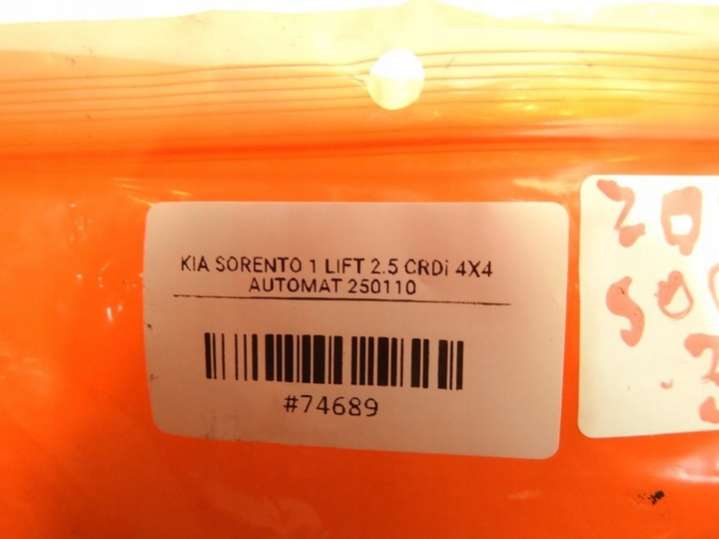 KIA SORENTO 1 LIFT 2.5 CRDi 4X4
AUTOMAT 250110
#74689